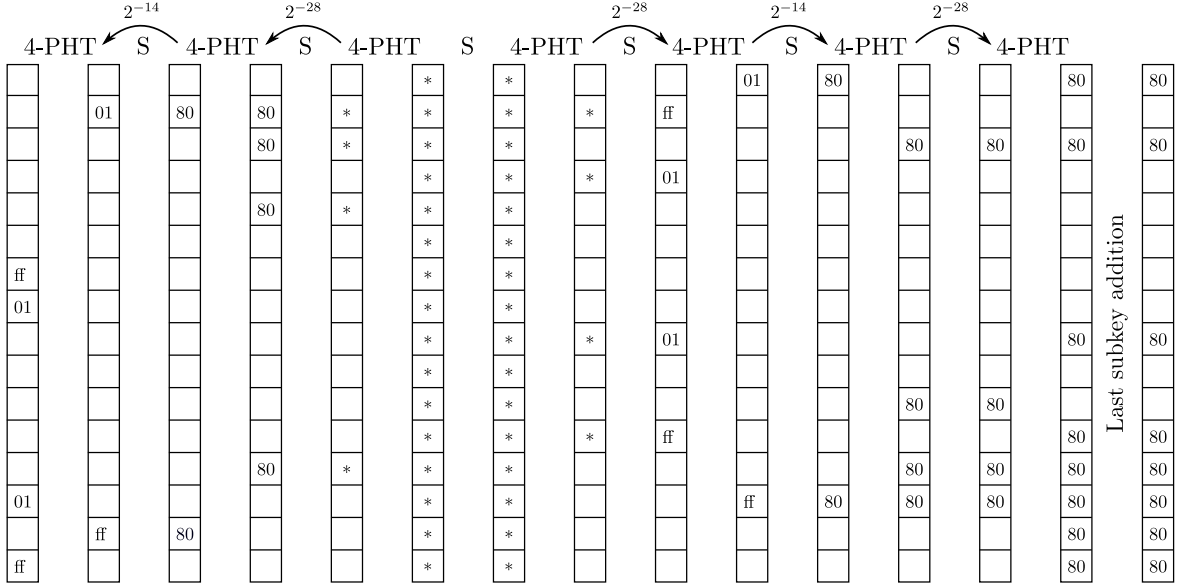 2⁻¹⁴ 2⁻²⁸ 2⁻²⁸ 2⁻¹⁴ 2⁻²⁸
4-PHT S 4-PHT S 4-PHT S 4-PHT S 4-PHT S 4-PHT S 4-PHT
* * 01 80 80 80
01 80 80 * * * * ff
80 * * * 80 80 80 80
* * * 01
80 * * *
* *
ff * *
01 * *
* * * 01 80 80
* *
* * 80 80
* * * ff 80 80
80 * * * 80 80 80 80
01 * * ff 80 80 80 80 80
ff 80 * * 80 80
ff * * 80 80
Last subkey addition